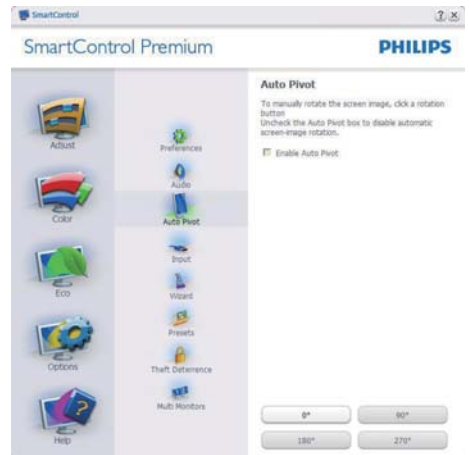 SmartControl
? x
SmartControl Premium
PHILIPS
Adjust
Color
Eco
Options
Help
Preferences
Audio
Auto Pivot
Input
Wizard
Presets
Theft Deterrence
Multi Monitors
Auto Pivot
To manually rotate the screen image, click a rotation
button
Uncheck the Auto Pivot box to disable automatic
screen-image rotation.
Enable Auto Pivot
0°
90°
180°
270°